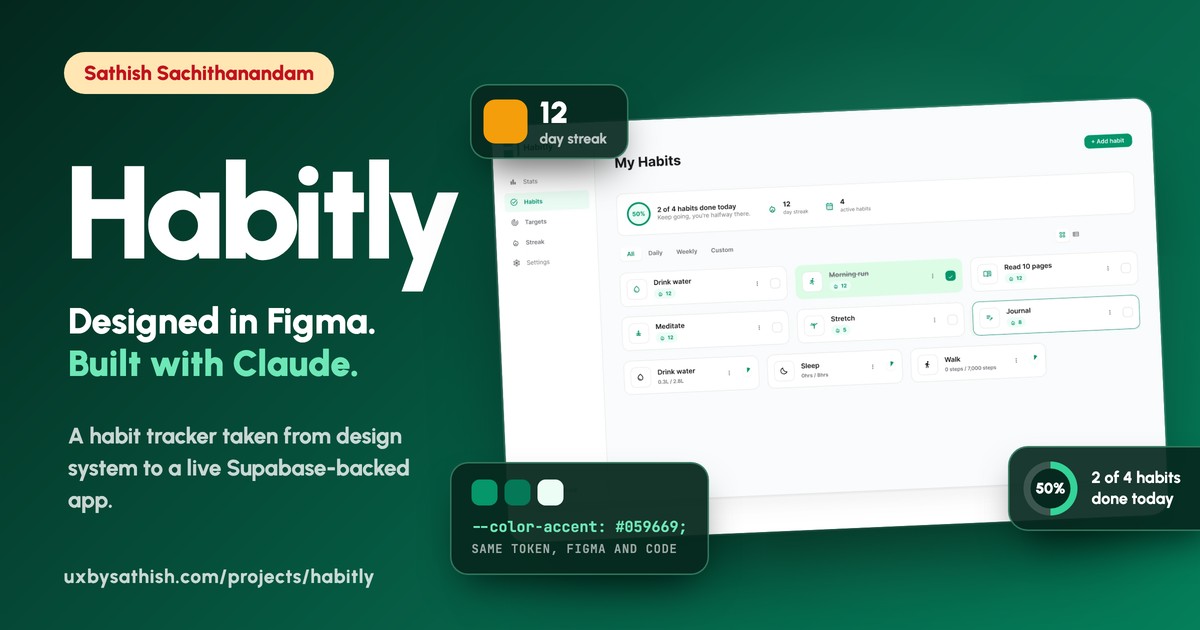 Sathish Sachithanandam
Habitly
Designed in Figma.
Built with Claude.
A habit tracker taken from design
system to a live Supabase-backed
app.
uxbysathish.com/projects/habitly
12
day streak
Stats
Habits
Targets
Streak
Settings
My Habits
+ Add habit
50%
2 of 4 habits done today
Keep going, you're halfway there.
12
day streak
4
active habits
All Daily Weekly Custom
Drink water
12
Morning run
12
Read 10 pages
12
Meditate
12
Stretch
5
Journal
8
Drink water
0.3L / 2.8L
Sleep
0hrs / 8hrs
Walk
0 steps / 7,000 steps
--color-accent: #059669;
SAME TOKEN, FIGMA AND CODE
50%
2 of 4 habits
done today